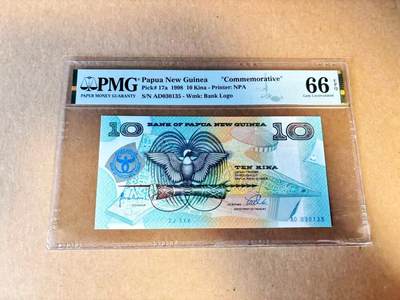 PMG
PAPER MONEY GUARANTY
Papua New Guinea "Commemorative"
Pick# 17a 1998 10 Kina - Printer: NPA
S/N AD030135 - Wmk: Bank Logo
66 EPQ
Gem Uncirculated
10 BANK OF PAPUA NEW GUINEA 10
TEN KINA
AD 030135